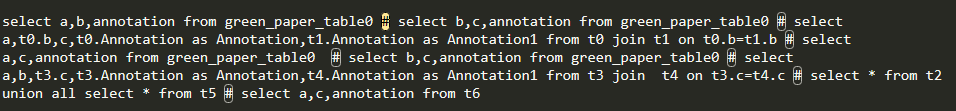 select a,b,annotation from green_paper_table0 # select b,c,annotation from green_paper_table0 # select
a,t0.b,c,t0.Annotation as Annotation,t1.Annotation as Annotation1 from t0 join t1 on t0.b=t1.b # select
a,c,annotation from green_paper_table0  # select b,c,annotation from green_paper_table0 # select
a,b,t3.c,t3.Annotation as Annotation,t4.Annotation as Annotation1 from t3 join  t4 on t3.c=t4.c # select * from t2
union all select * from t5 # select a,c,annotation from t6